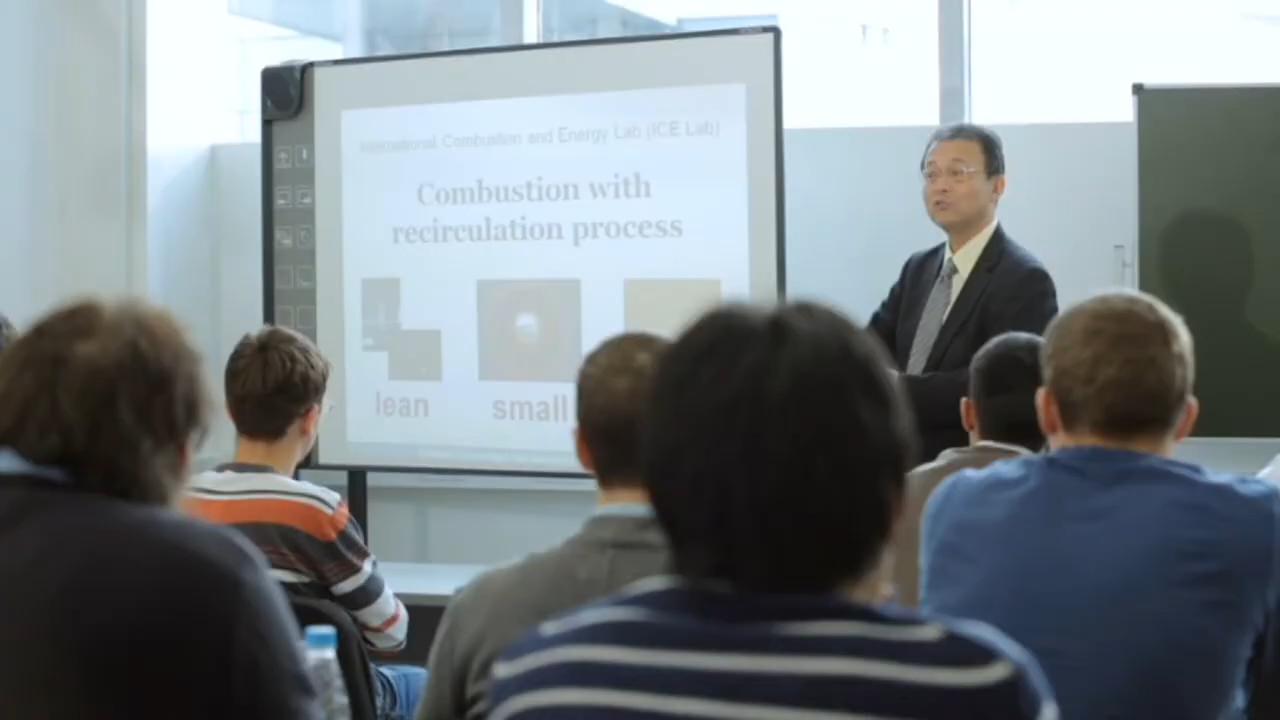 International Combustion and Energy Lab (ICE Lab)
Combustion with
recirculation process
lean
small